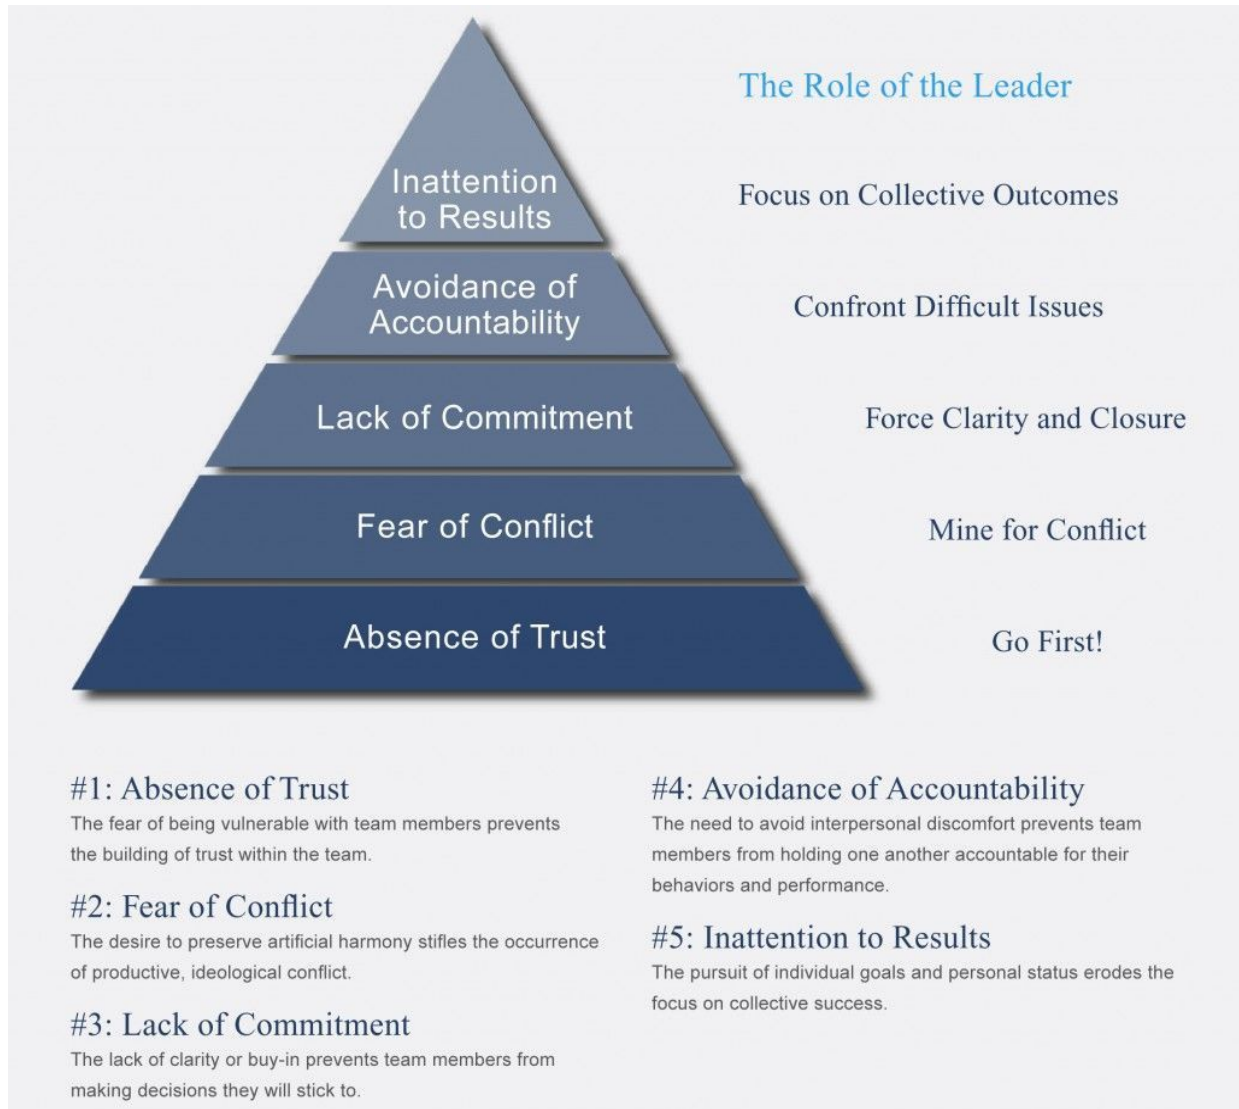 The Role of the Leader
Inattention
to Results
Focus on Collective Outcomes
Avoidance of
Accountability
Confront Difficult Issues
Lack of Commitment
Force Clarity and Closure
Fear of Conflict
Mine for Conflict
Absence of Trust
Go First!
#1: Absence of Trust
The fear of being vulnerable with team members prevents
the building of trust within the team.
#2: Fear of Conflict
The desire to preserve artificial harmony stifles the occurrence
of productive, ideological conflict.
#3: Lack of Commitment
The lack of clarity or buy-in prevents team members from
making decisions they will stick to.
#4: Avoidance of Accountability
The need to avoid interpersonal discomfort prevents team
members from holding one another accountable for their
behaviors and performance.
#5: Inattention to Results
The pursuit of individual goals and personal status erodes the
focus on collective success.